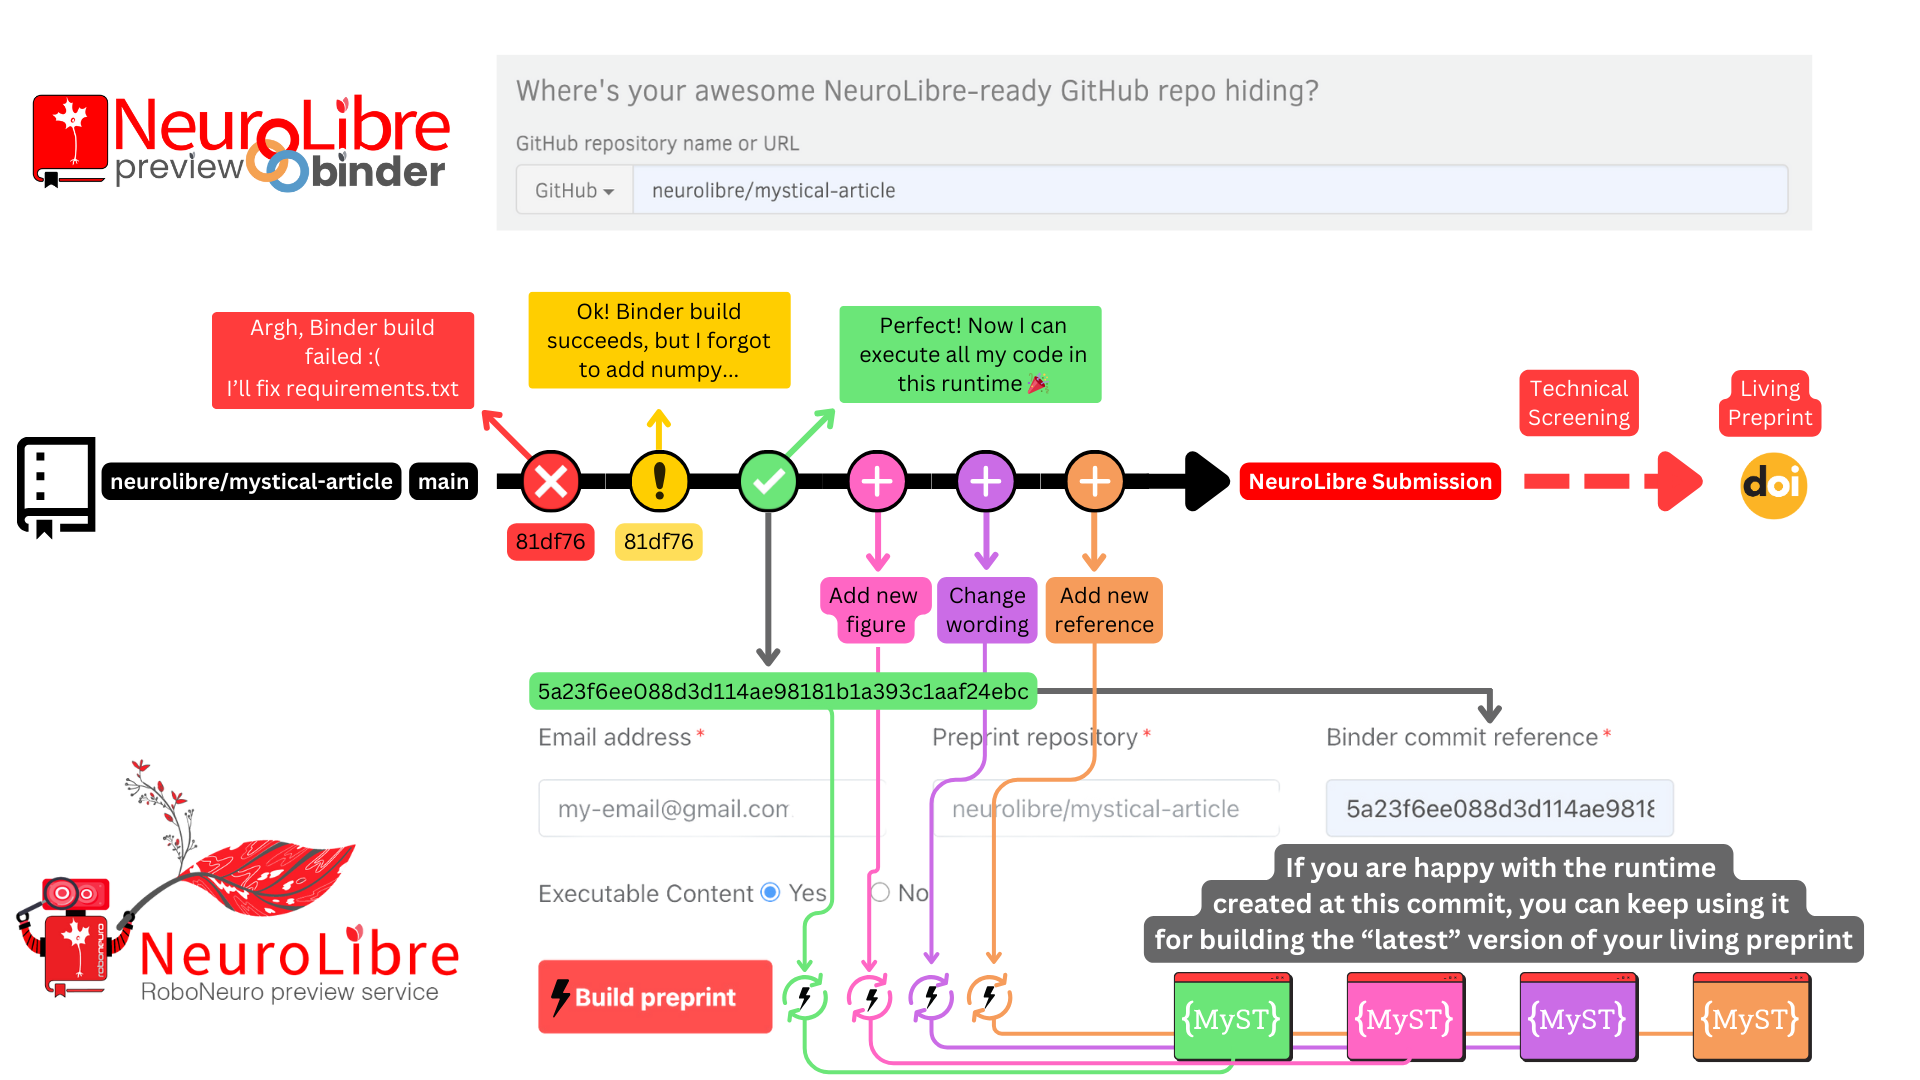 Where's your awesome NeuroLibre-ready GitHub repo hiding?
NeuroLibre
preview binder
GitHub repository name or URL
GitHub
neurolibre/mystical-article
Argh, Binder build
failed :(
I'll fix requirements.txt
Ok! Binder build
succeeds, but I forgot
to add numpy...
Perfect! Now I can
execute all my code in
this runtime 🎉
Technical
Screening
Living
Preprint
neurolibre/mystical-article
main
!
NeuroLibre Submission
doi
81df76
81df76
Add new
figure
Change
wording
Add new
reference
5a23f6ee088d3d114ae98181b1a393c1aaf24ebc
Email address *
Preprint repository *
Binder commit reference *
my-email@gmail.com
neurolibre/mystical-article
5a23f6ee088d3d114ae9818
Executable Content
Yes
No
If you are happy with the runtime
created at this commit, you can keep using it
for building the “latest” version of your living preprint
roboneuro
NeuroLibre
RoboNeuro preview service
Build preprint
{MyST}
{MyST}
{MyST}
{MyST}